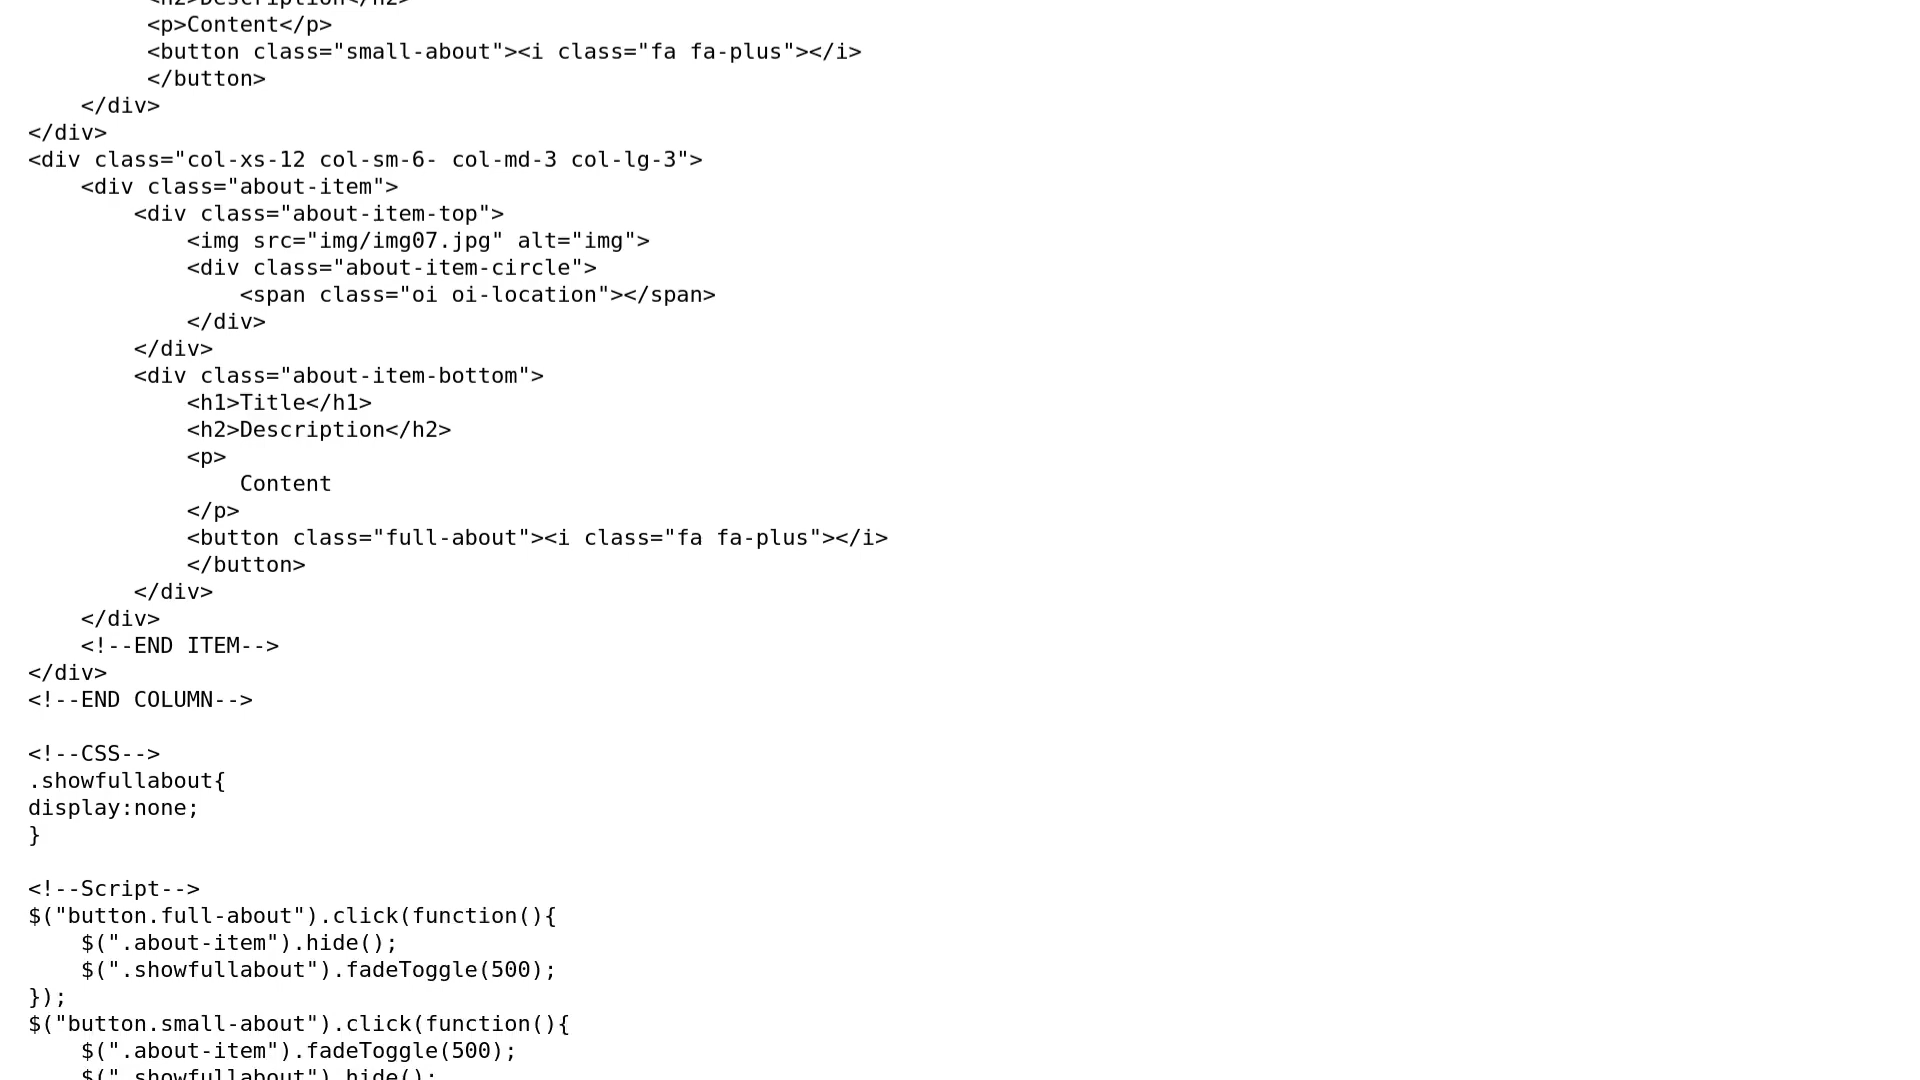 <h2>Description</h2>
            <p>Content</p>
            <button class="small-about"><i class="fa fa-plus"></i>
            </button>
    </div>
</div>
<div class="col-xs-12 col-sm-6- col-md-3 col-lg-3">
    <div class="about-item">
        <div class="about-item-top">
            <img src="img/img07.jpg" alt="img">
            <div class="about-item-circle">
                <span class="oi oi-location"></span>
            </div>
        </div>
        <div class="about-item-bottom">
            <h1>Title</h1>
            <h2>Description</h2>
            <p>
                Content
            </p>
            <button class="full-about"><i class="fa fa-plus"></i>
            </button>
        </div>
    </div>
    <!--END ITEM-->
</div>
<!--END COLUMN-->

<!--CSS-->
.showfullabout{
display:none;
}

<!--Script-->
$("button.full-about").click(function(){
    $(".about-item").hide();
    $(".showfullabout").fadeToggle(500);
});
$("button.small-about").click(function(){
    $(".about-item").fadeToggle(500);
    $(".showfullabout").hide();